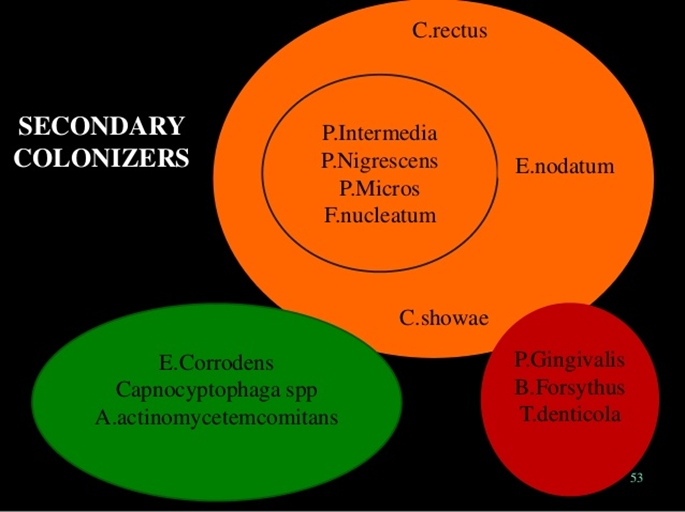 C.rectus
SECONDARY
COLONIZERS
P.Intermedia
P.Nigrescens
P.Micros
F.nucleatum
E.nodatum
C.showae
E.Corrodens
Capnocyptophaga spp
A.actinomycetemcomitans
P.Gingivalis
B.Forsythus
T.denticola
53